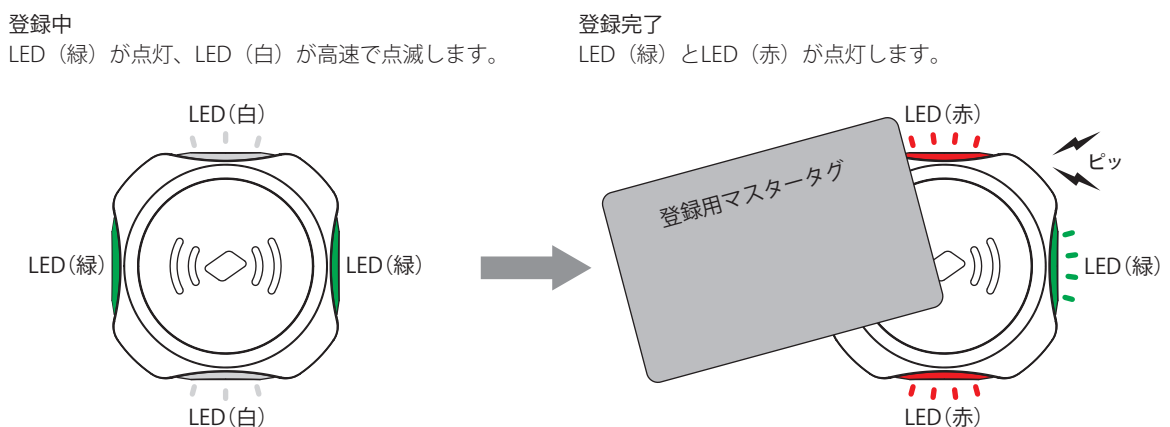 登録中
LED（緑）が点灯、LED（白）が高速で点滅します。
LED（白）
LED（緑）
LED（緑）
LED（白）
登録完了
LED（緑）とLED（赤）が点灯します。
LED（赤）
ピッ
登録用マスタータグ
LED（緑）
LED（赤）